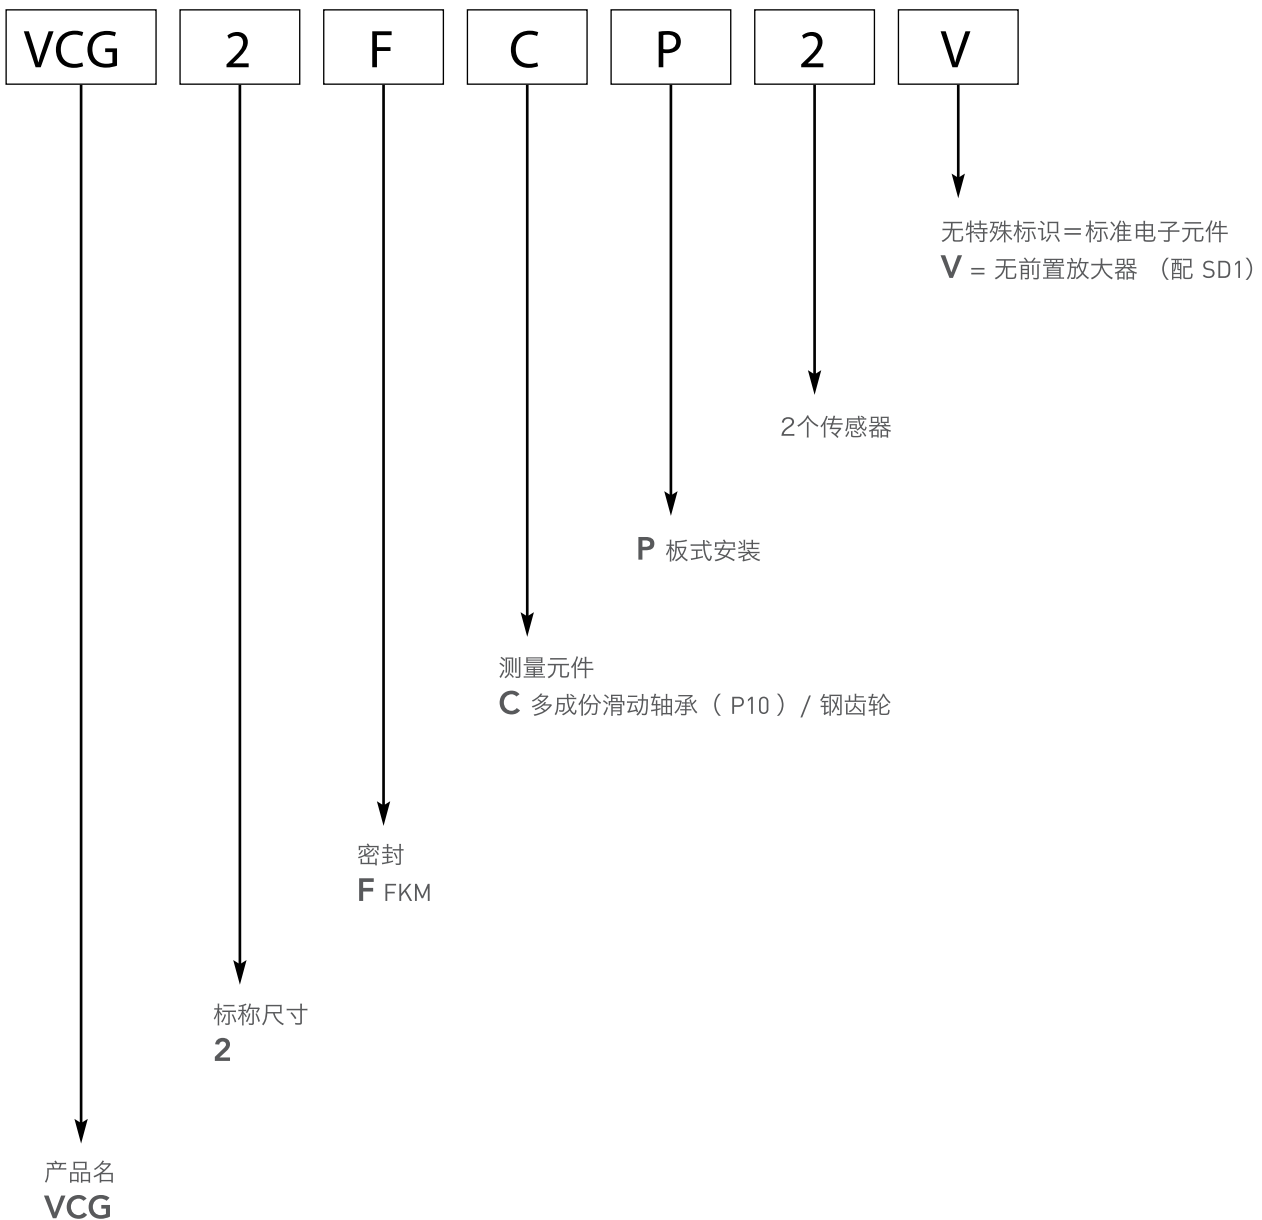 VCG 2 F C P 2 V
无特殊标识＝标准电子元件
V = 无前置放大器 （配 SD1）
2个传感器
P 板式安装
测量元件
C 多成份滑动轴承（ P10 ）/ 钢齿轮
密封
F FKM
标称尺寸
2
产品名
VCG